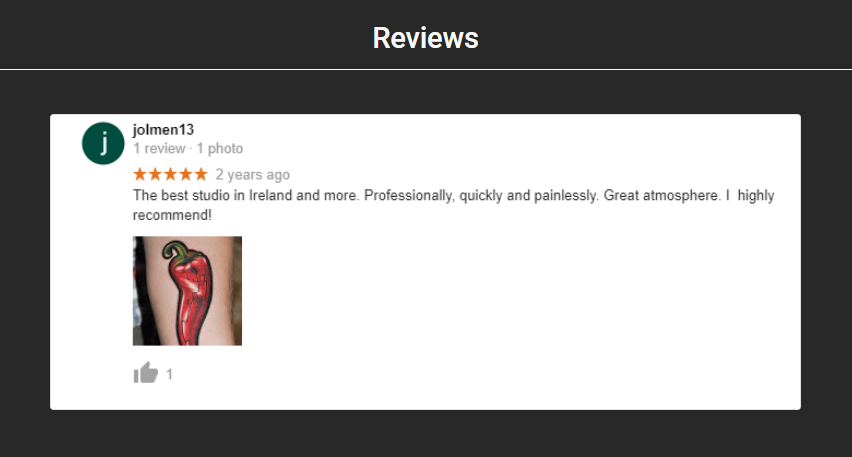 Reviews
j
jolmen13
1 review · 1 photo
2 years ago
The best studio in Ireland and more. Professionally, quickly and painlessly. Great atmosphere. I  highly
recommend!
1